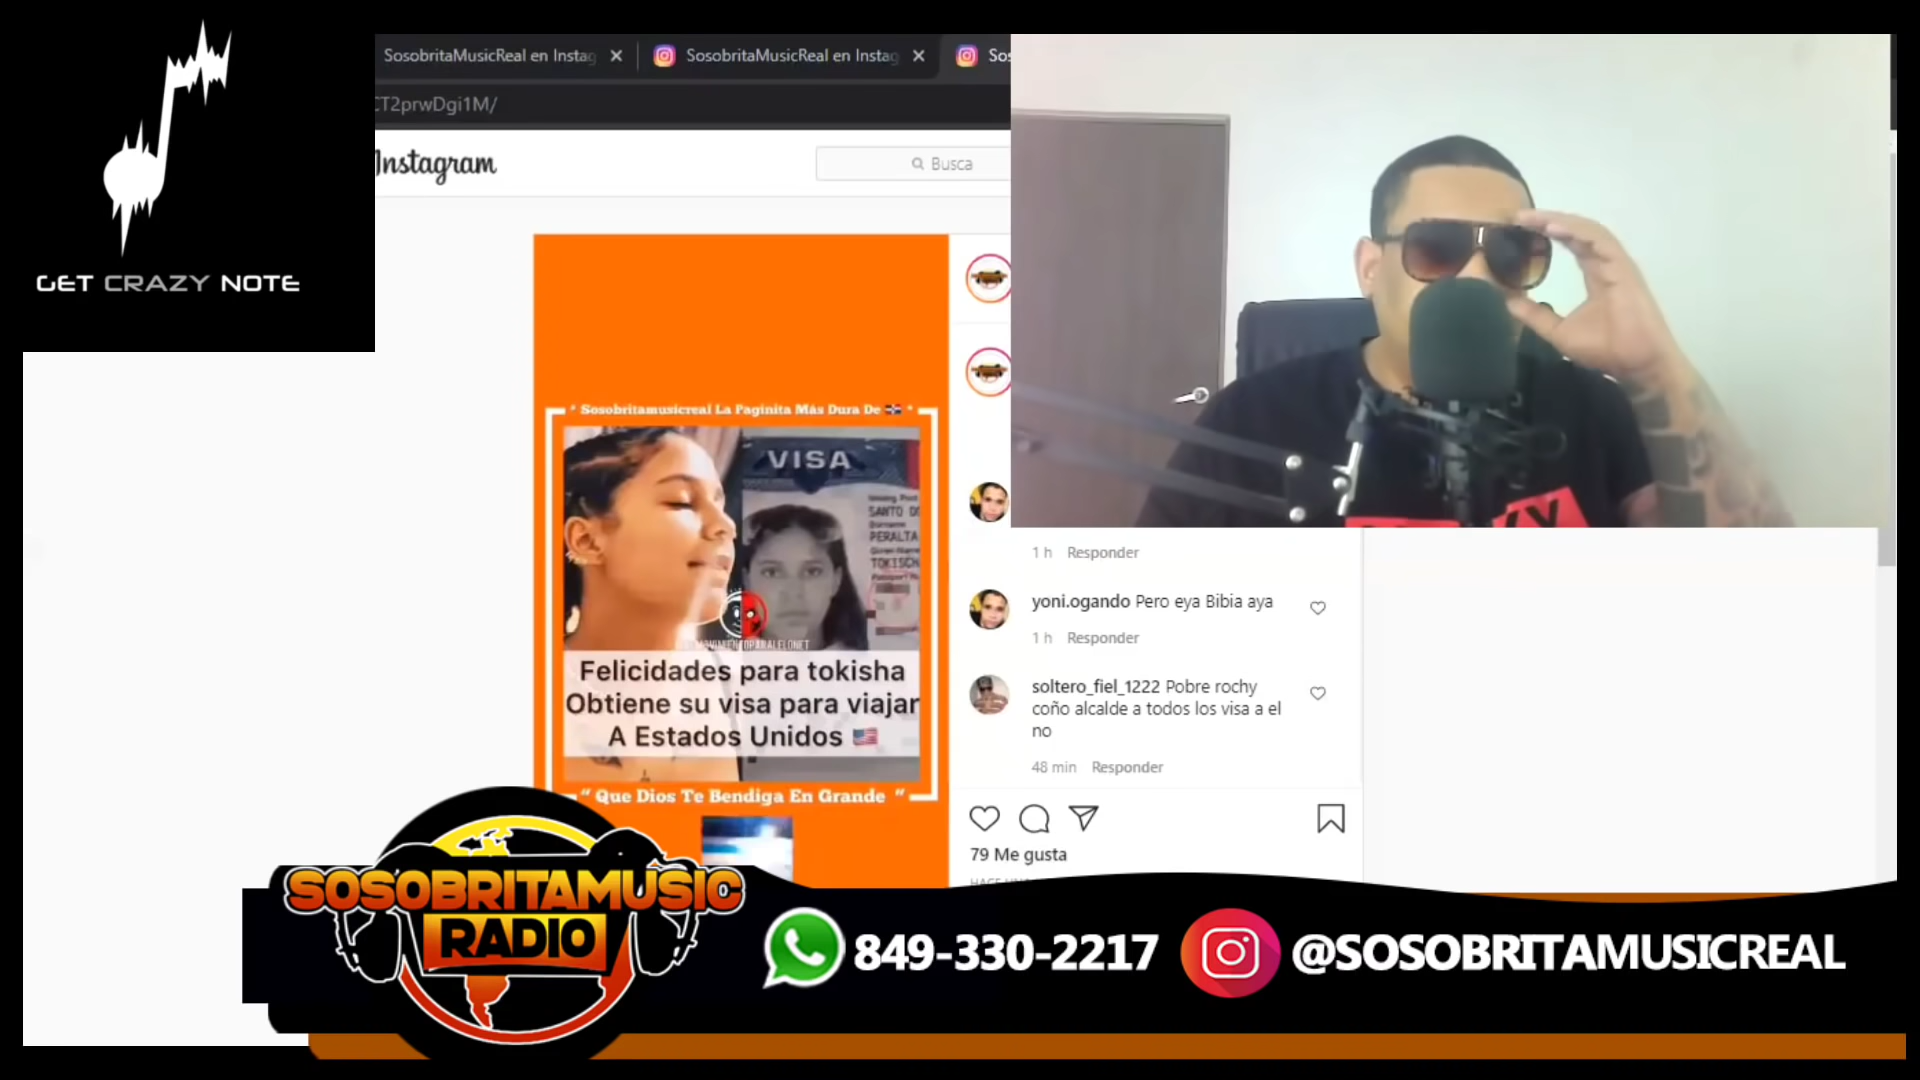 GET CRAZY NOTE
SosobritaMusicReal en Instag
SosobritaMusicReal en Instag
Sos
CT2prwDgi1M/
Instagram
Busca
* Sosobritamusicreal La Paginita Más Dura De 🇩🇴 *
VISA
SANTO DO
PERALTA
TOKISCH
Felicidades para tokisha
Obtiene su visa para viajar
A Estados Unidos 🇺🇸
“ Que Dios Te Bendiga En Grande “
1 h Responder
yoni.ogando Pero eya Bibia aya
1 h Responder
soltero_fiel_1222 Pobre rochy
coño alcalde a todos los visa a el
no
48 min Responder
79 Me gusta
SOSOBRITAMUSIC
RADIO
849-330-2217
@SOSOBRITAMUSICREAL